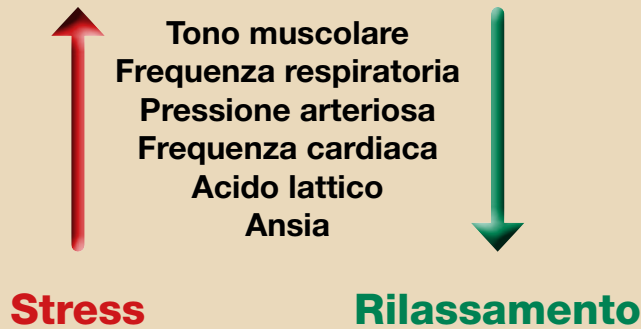 Tono muscolare
Frequenza respiratoria
Pressione arteriosa
Frequenza cardiaca
Acido lattico
Ansia
Stress
Rilassamento